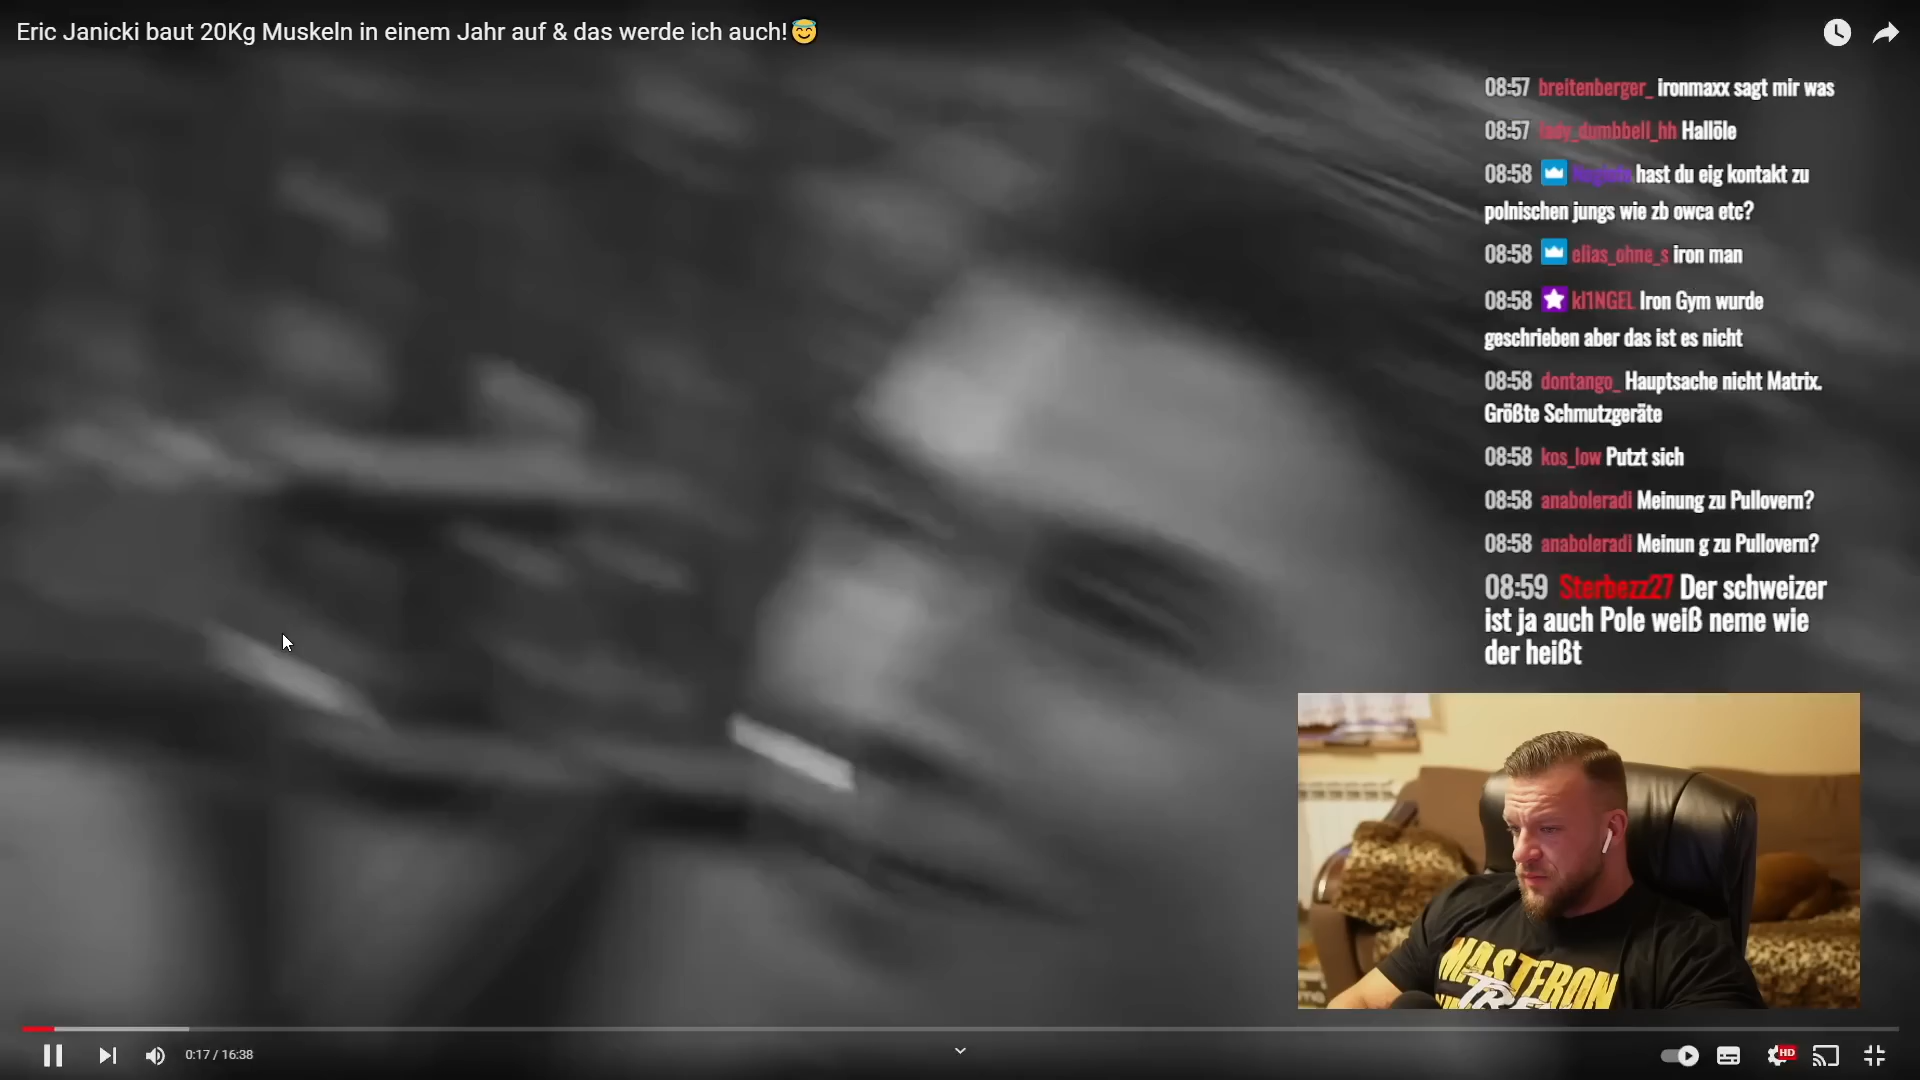 Eric Janicki baut 20Kg Muskeln in einem Jahr auf & das werde ich auch!😇
08:57 breitenberger_ ironmaxx sagt mir was
08:57 lady_dumbbell_hh Hallöle
08:58 hast du eig kontakt zu
polnischen jungs wie zb owca etc?
08:58 elias_ohne_s iron man
08:58 kl1NGEL Iron Gym wurde
geschrieben aber das ist es nicht
08:58 dontango_ Hauptsache nicht Matrix.
Größte Schmutzgeräte
08:58 kos_low Putzt sich
08:58 anaboleradi Meinung zu Pullovern?
08:58 anaboleradi Meinun g zu Pullovern?
08:59 Sterbezz27 Der schweizer
ist ja auch Pole weiß neme wie
der heißt
MASTERON
TREN
0:17 / 16:38
HD